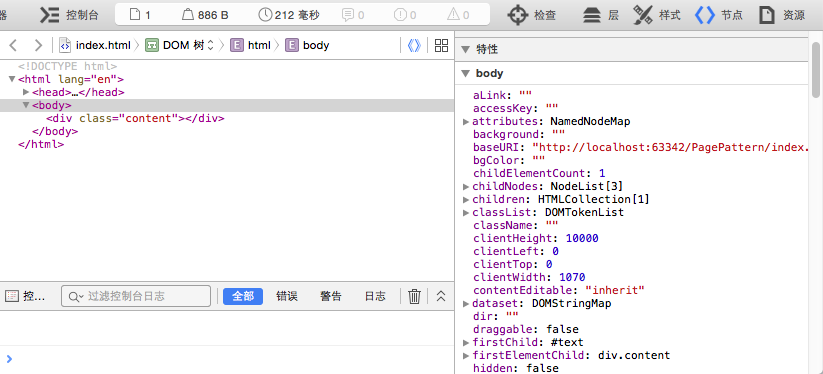 器 控制台 1 886 B 212 毫秒 0 0 0 检查 层 样式 节点 资源
index.html DOM 树 E html E body
<!DOCTYPE html>
<html lang="en">
<head>…</head>
<body>
<div class="content"></div>
</body>
</html>
控… 过滤控制台日志 全部 错误 警告 日志
特性
body
aLink: ""
accessKey: ""
attributes: NamedNodeMap
background: ""
baseURI: "http://localhost:63342/PagePattern/index.
bgColor: ""
childElementCount: 1
childNodes: NodeList[3]
children: HTMLCollection[1]
classList: DOMTokenList
className: ""
clientHeight: 10000
clientLeft: 0
clientTop: 0
clientWidth: 1070
contentEditable: "inherit"
dataset: DOMStringMap
dir: ""
draggable: false
firstChild: #text
firstElementChild: div.content
hidden: false